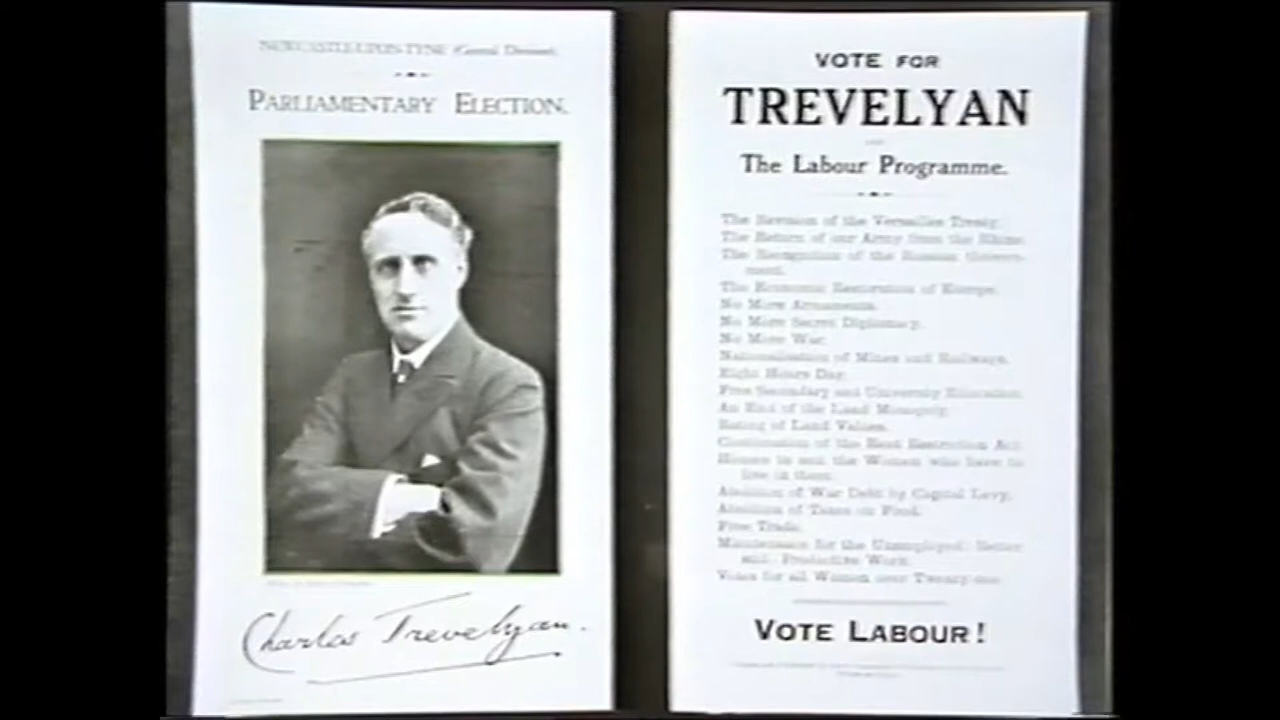 NEWCASTLE-UPON-TYNE (Central Division).
PARLIAMENTARY ELECTION.
Charles Trevelyan.
VOTE FOR
TREVELYAN
AND
The Labour Programme.
The Revision of the Versailles Treaty.
The Return of our Army from the Rhine.
The Recognition of the Russian Govern-
ment.
The Economic Restoration of Europe.
No More Armaments.
No More Secret Diplomacy.
No More War.
Nationalisation of Mines and Railways.
Eight Hours Day.
Free Secondary and University Education.
An End of the Land Monopoly.
Rating of Land Values.
Continuation of the Rent Restriction Act.
Houses to suit the Women who have to
live in them.
Abolition of War Debt by Capital Levy.
Abolition of Taxes on Food.
Free Trade.
Maintenance for the Unemployed: Better
still: Productive Work.
Votes for all Women over Twenty-one.
VOTE LABOUR!